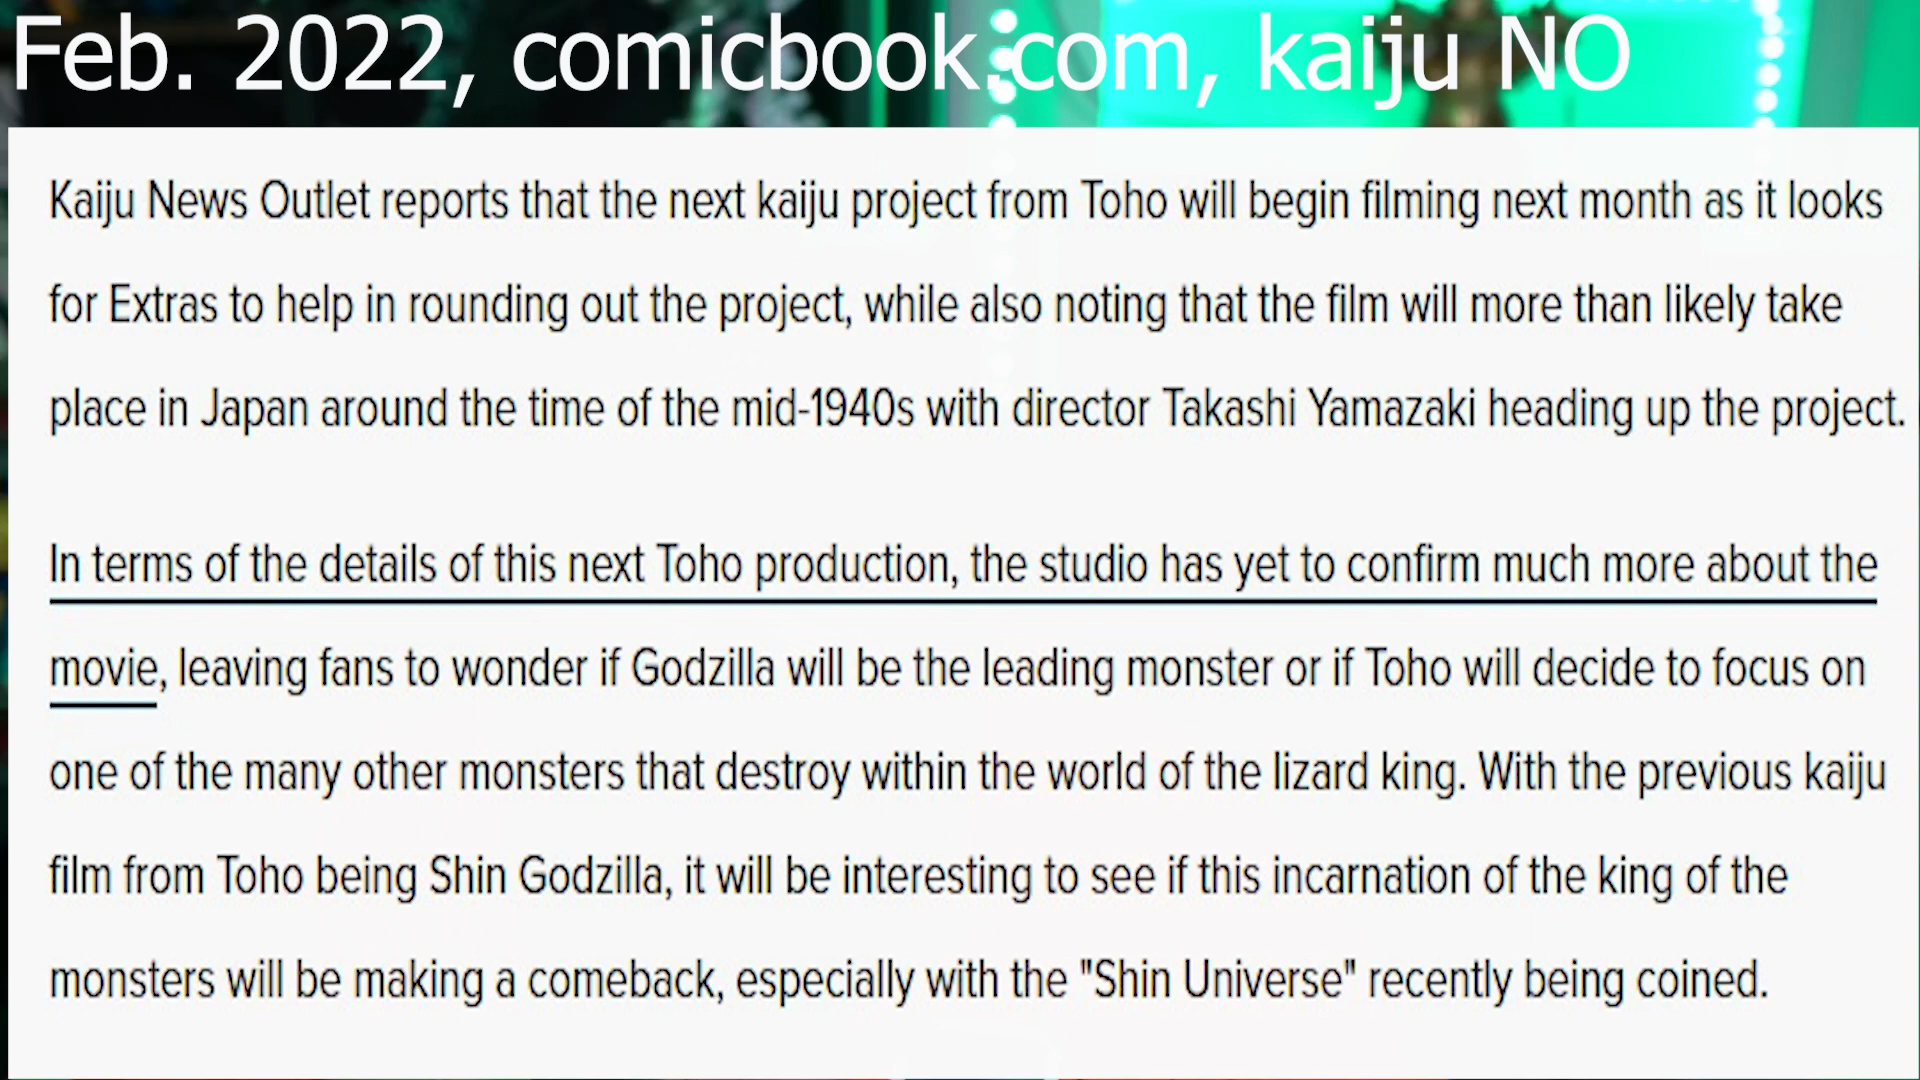 Feb. 2022, comicbook.com, kaiju NO
Kaiju News Outlet reports that the next kaiju project from Toho will begin filming next month as it looks
for Extras to help in rounding out the project, while also noting that the film will more than likely take
place in Japan around the time of the mid-1940s with director Takashi Yamazaki heading up the project.
In terms of the details of this next Toho production, the studio has yet to confirm much more about the
movie, leaving fans to wonder if Godzilla will be the leading monster or if Toho will decide to focus on
one of the many other monsters that destroy within the world of the lizard king. With the previous kaiju
film from Toho being Shin Godzilla, it will be interesting to see if this incarnation of the king of the
monsters will be making a comeback, especially with the "Shin Universe" recently being coined.